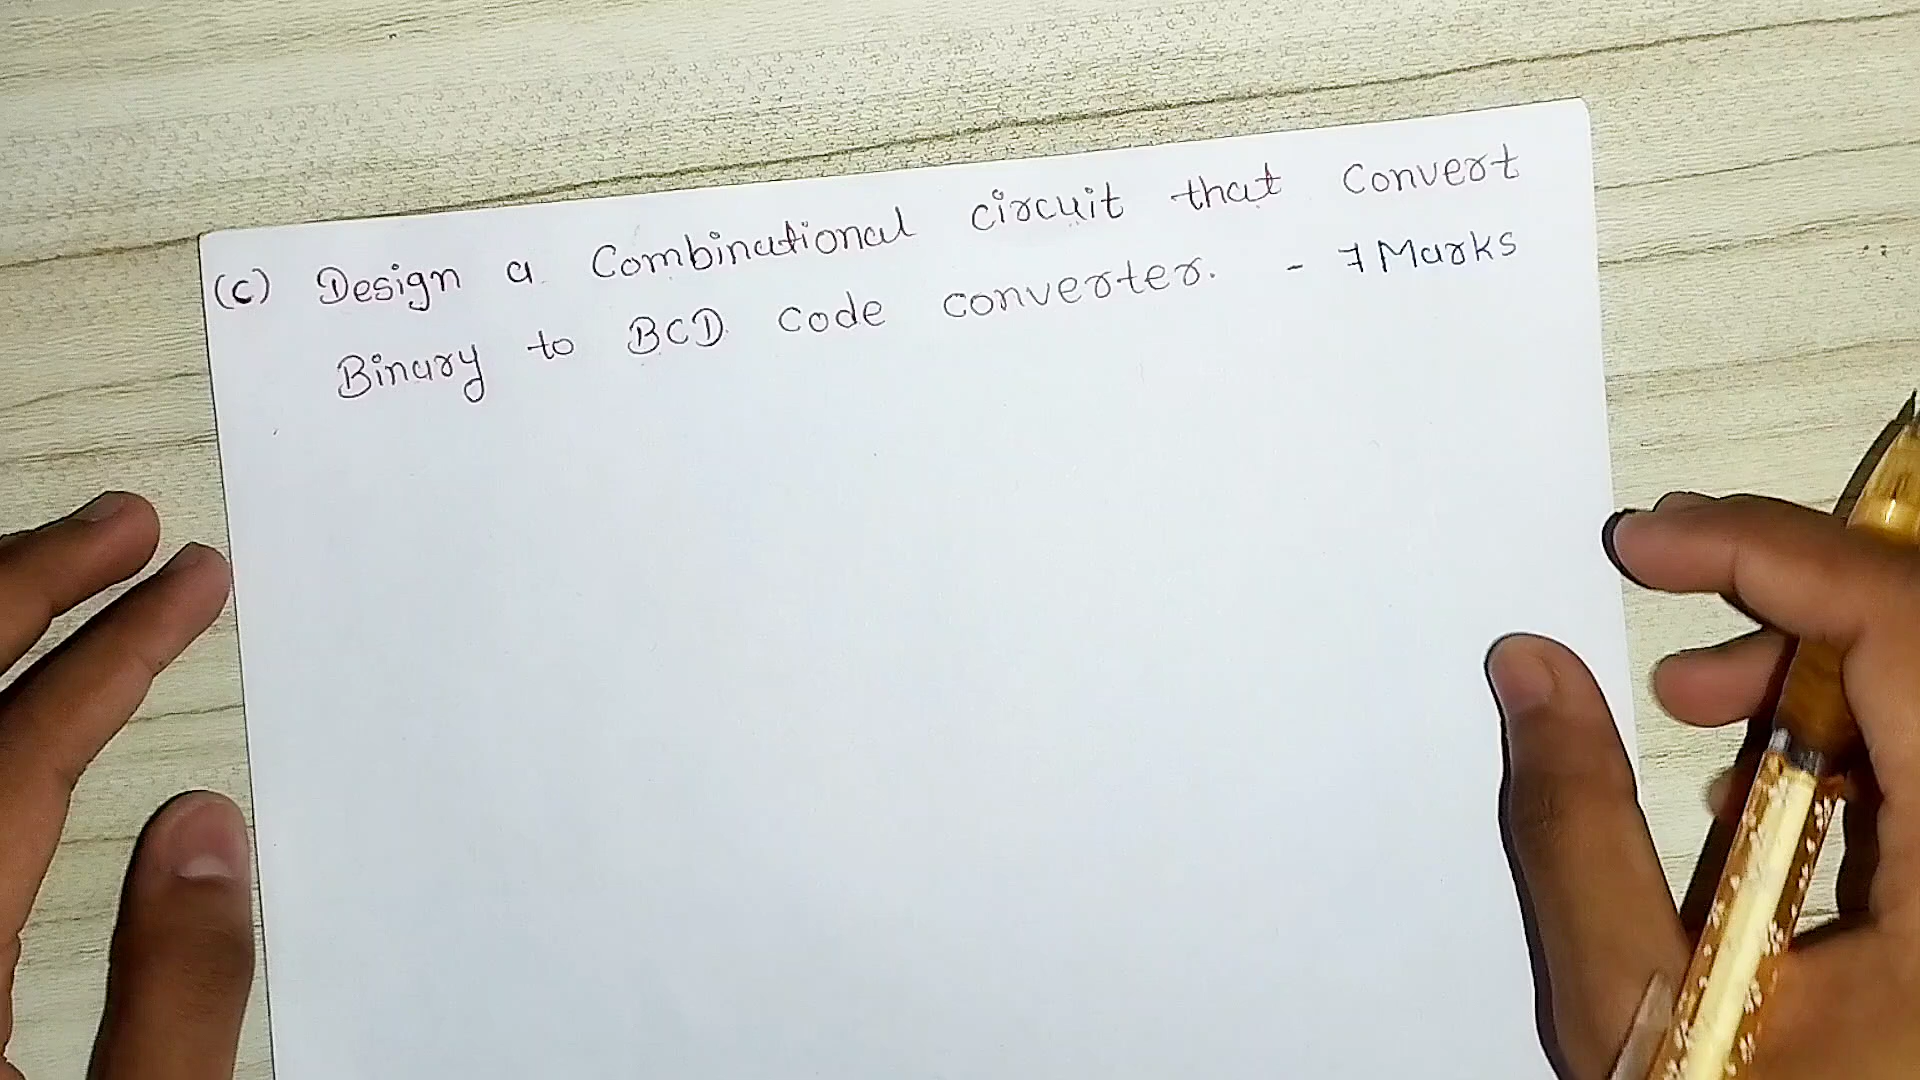 (c) Design a Combinational circuit that Convert
Binary to BCD Code converter. - 7 Marks